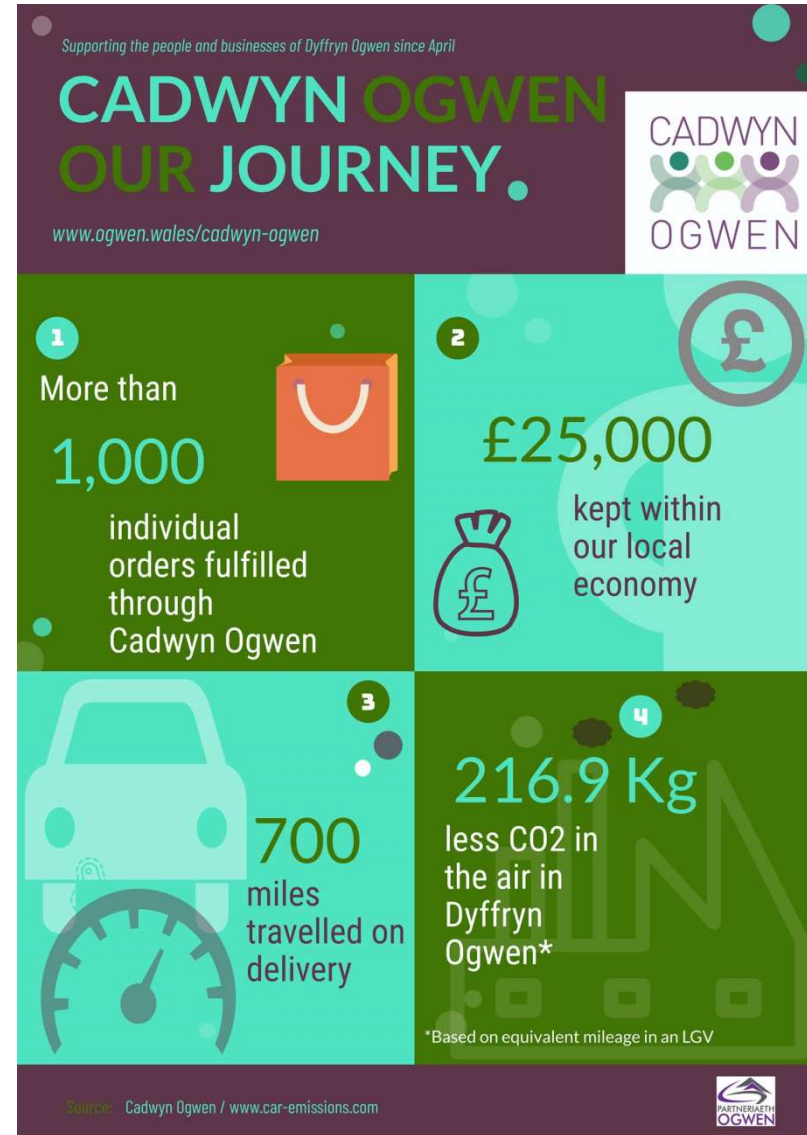 Supporting the people and businesses of Dyffryn Ogwen since April
CADWYN OGWEN
OUR JOURNEY.
www.ogwen.wales/cadwyn-ogwen
CADWYN
OGWEN
1
More than
1,000
individual
orders fulfilled
through
Cadwyn Ogwen
2
£
£25,000
£
kept within
our local
economy
3
700
miles
travelled on
delivery
4
216.9 Kg
less CO2 in
the air in
Dyffryn
Ogwen*
*Based on equivalent mileage in an LGV
Source: Cadwyn Ogwen / www.car-emissions.com
PARTNERIAETH
OGWEN